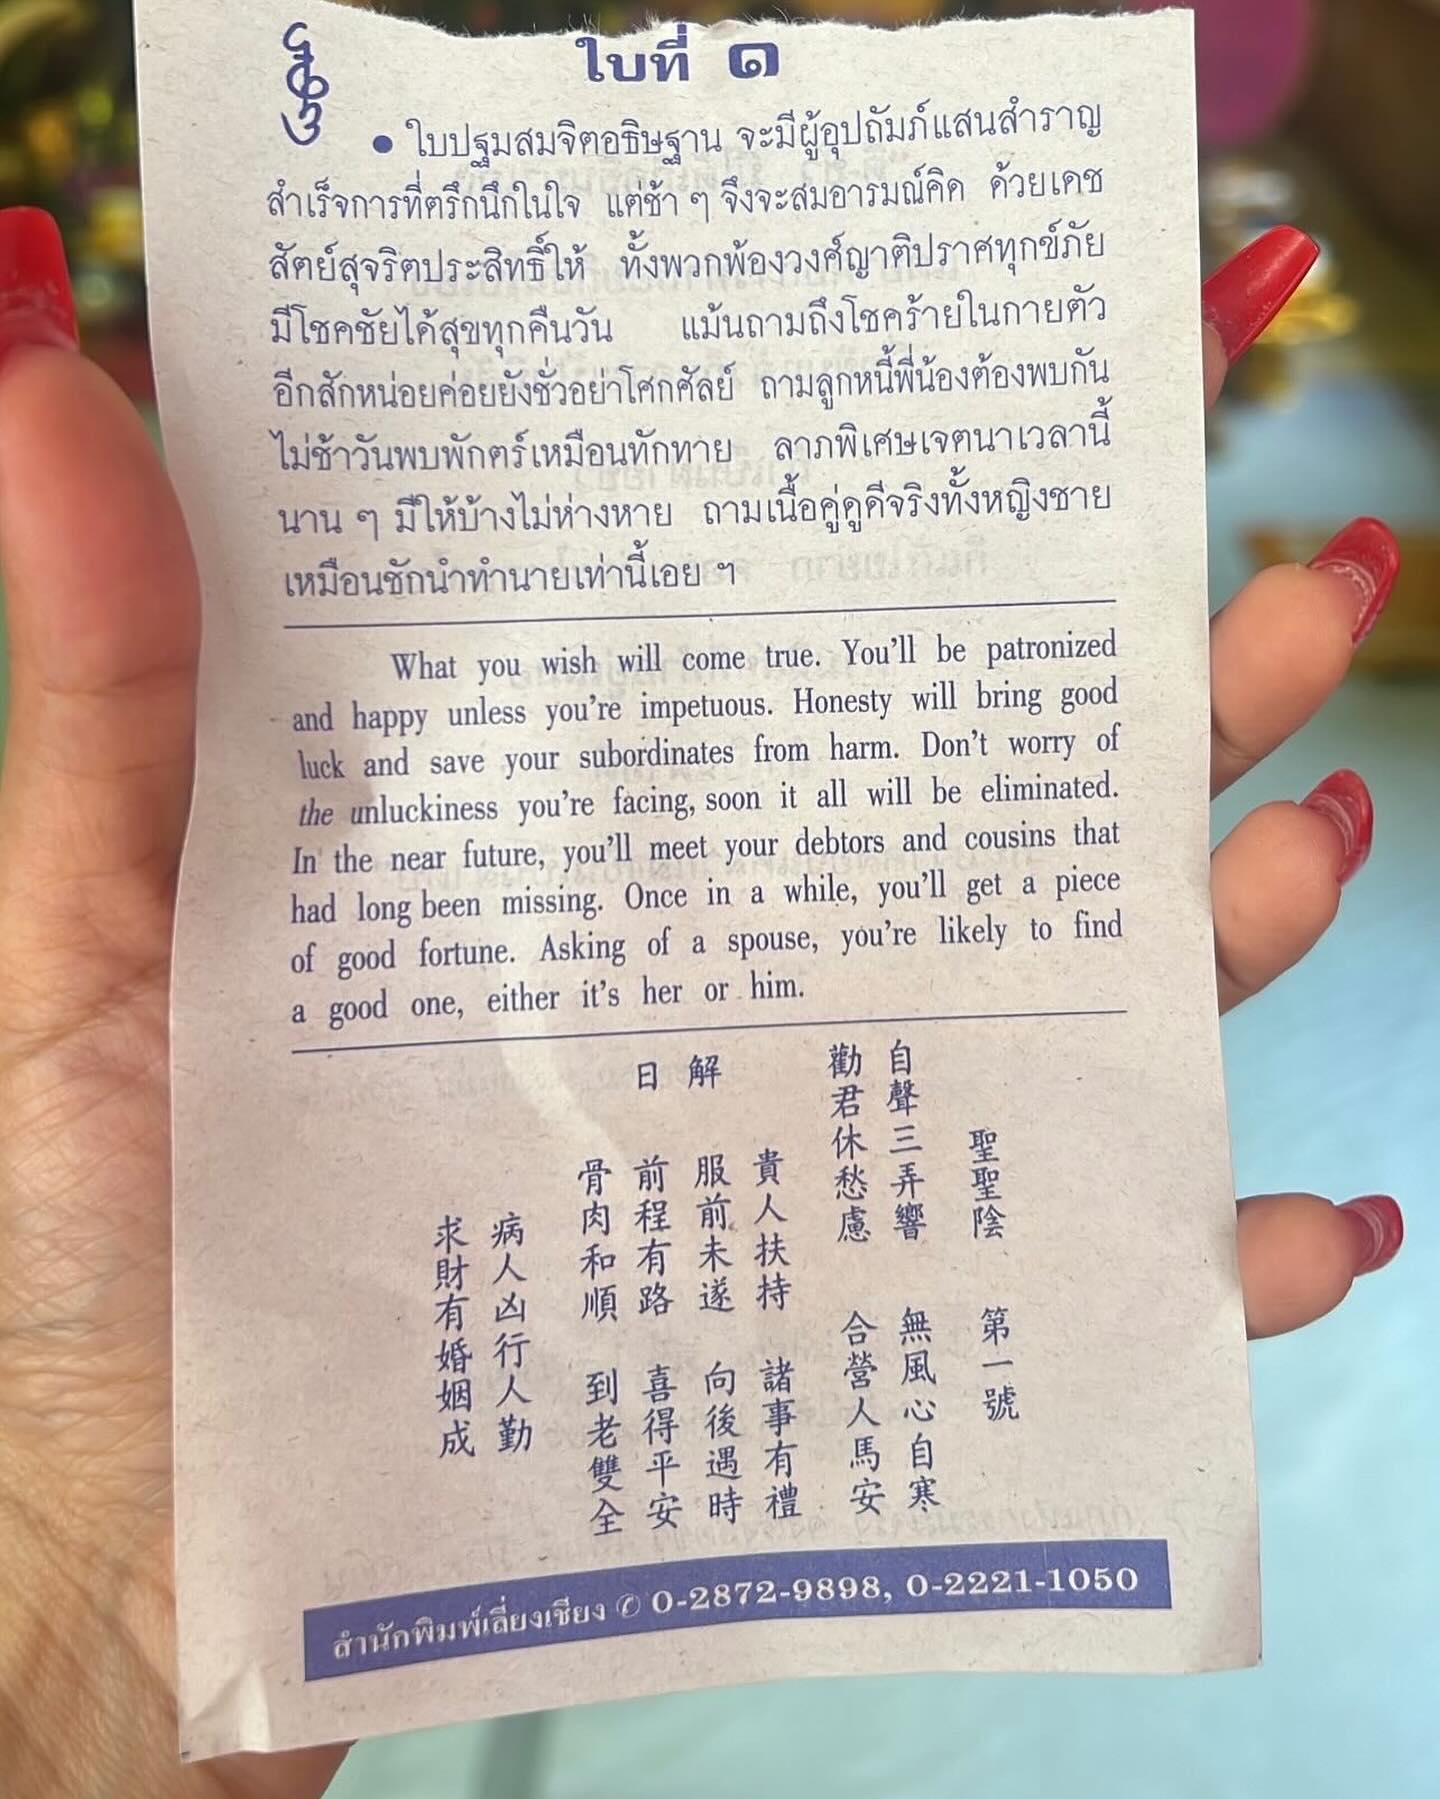 ใบที่ ๑
● ใบปฐมสมจิตอธิษฐาน จะมีผู้อุปถัมภ์แสนสำราญ
สำเร็จการที่ตรึกนึกในใจ แต่ช้า ๆ จึงจะสมอารมณ์คิด ด้วยเดช
สัตย์สุจริตประสิทธิ์ให้ ทั้งพวกพ้องวงศ์ญาติปราศทุกข์ภัย
มีโชคชัยได้สุขทุกคืนวัน แม้นถามถึงโชคร้ายในกายตัว
อีกสักหน่อยค่อยยังชั่วอย่าโศกศัลย์ ถามลูกหนี้พี่น้องต้องพบกัน
ไม่ช้าวันพบพักตร์เหมือนทักทาย ลาภพิเศษเจตนาเวลานี้
นาน ๆ มีให้บ้างไม่ห่างหาย ถามเนื้อคู่ดูดีจริงทั้งหญิงชาย
เหมือนชักนำทำนายเท่านี้เอย ฯ
What you wish will come true. You'll be patronized
and happy unless you're impetuous. Honesty will bring good
luck and save your subordinates from harm. Don't worry of
the unluckiness you're facing, soon it all will be eliminated.
In the near future, you'll meet your debtors and cousins that
had long been missing. Once in a while, you'll get a piece
of good fortune. Asking of a spouse, you're likely to find
a good one, either it's her or him.
聖聖陰 第一號
自聲三弄響 無風心自寒
勸君休愁慮 合營人馬安
解日
貴人扶持 諸事有禮
服前未遂 向後遇時
前程有路 喜得平安
骨肉和順 到老雙全
病人凶行人勤
求財有婚姻成
สำนักพิมพ์เลี่ยงเชียง ✆ 0-2872-9898, 0-2221-1050